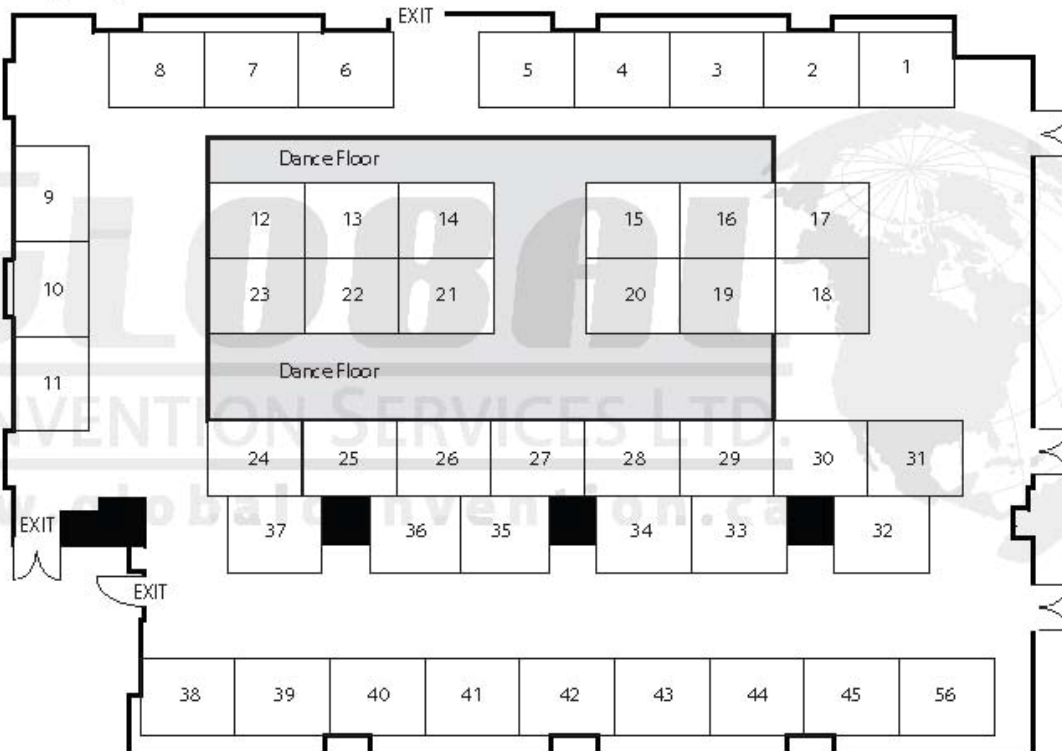 EXIT
8 7 6 5 4 3 2 1
Dance Floor
9
12 13 14 15 16 17
10
23 22 21 20 19 18
Dance Floor
11
GLOBAL
NVENTION SERVICES LTD.
24 25 26 27 28 29 30 31
w.globalconvention.ca
EXIT
37 36 35 34 33 32
EXIT
38 39 40 41 42 43 44 45 56